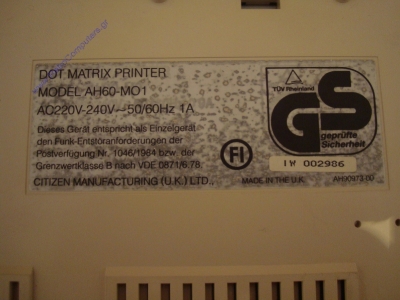 DOT MATRIX PRINTER
MODEL AH60-MO1
AC220V-240V~50/60Hz 1A
Dieses Gerät entspricht als Einzelgerät
den Funk-Entstöranforderungen der
Postverfügung Nr. 1046/1984 bzw. der
Grenzwertklasse B nach VDE 0871/6.78.
CITIZEN MANUFACTURING (U.K.) LTD.,
MADE IN THE U.K.
FI
TÜV Rheinland
GS
geprüfte
Sicherheit
IW 002986
AH90973.00